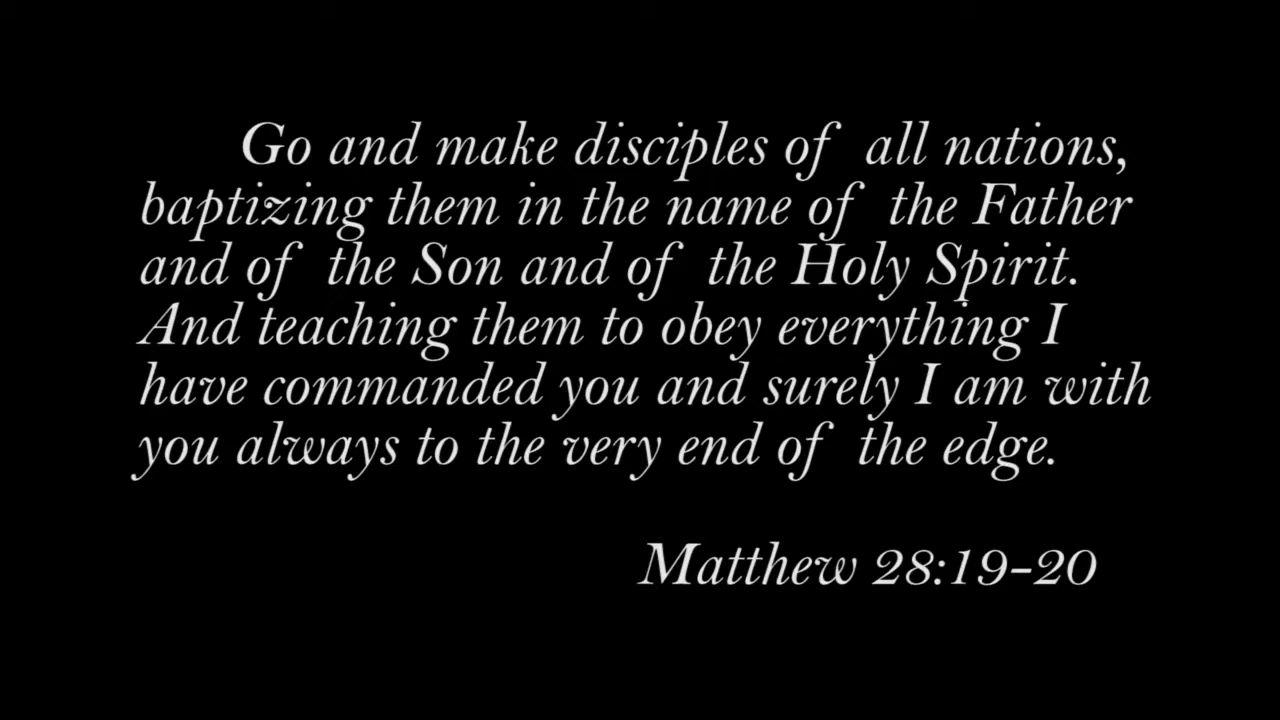 Go and make disciples of all nations,
baptizing them in the name of the Father
and of the Son and of the Holy Spirit.
And teaching them to obey everything I
have commanded you and surely I am with
you always to the very end of the edge.
Matthew 28:19-20